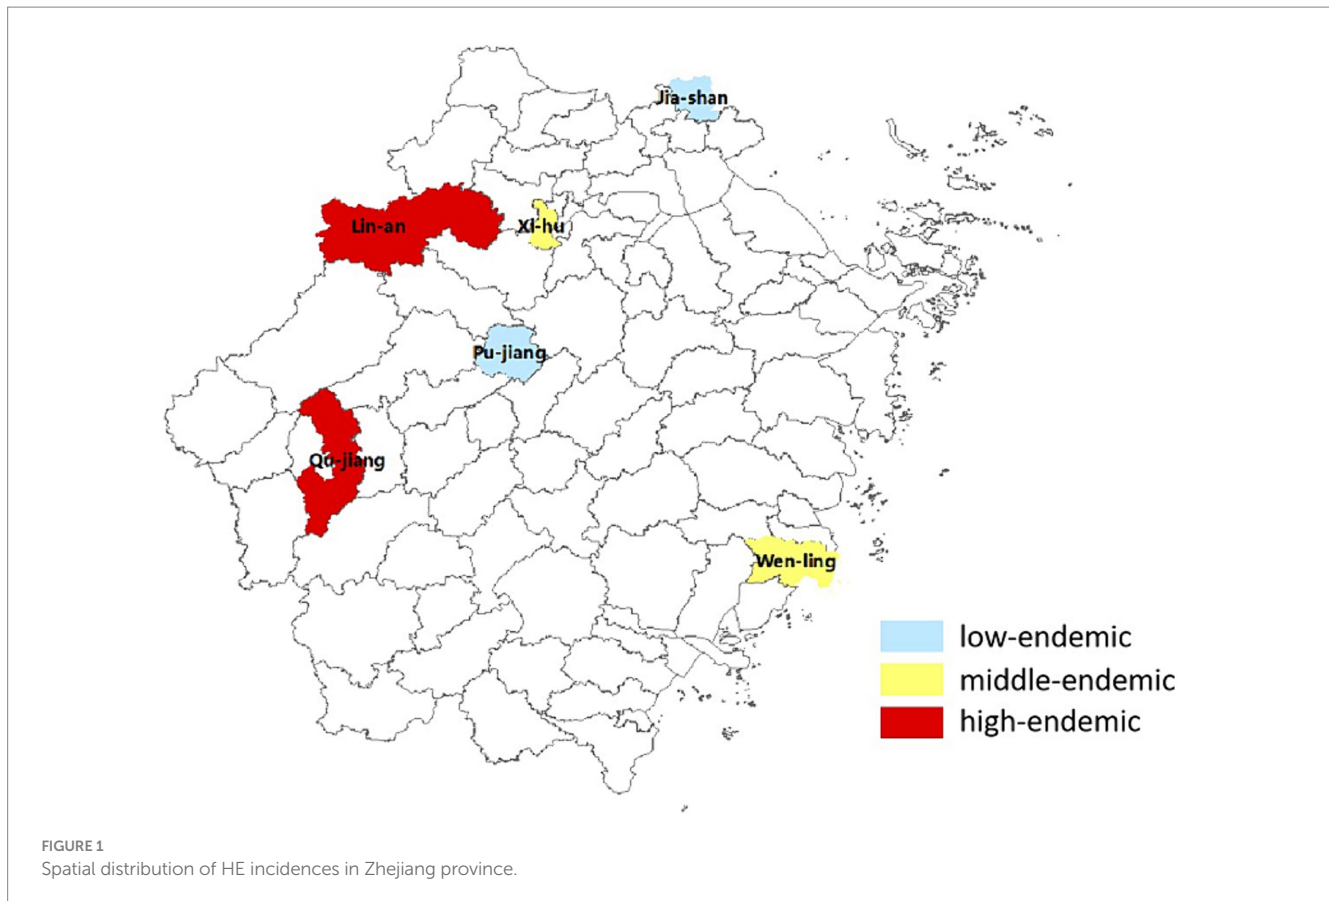 Jia-shan
Lin-an
Xi-hu
Pu-jiang
Qu-jiang
Wen-ling
low-endemic
middle-endemic
high-endemic
FIGURE 1
Spatial distribution of HE incidences in Zhejiang province.